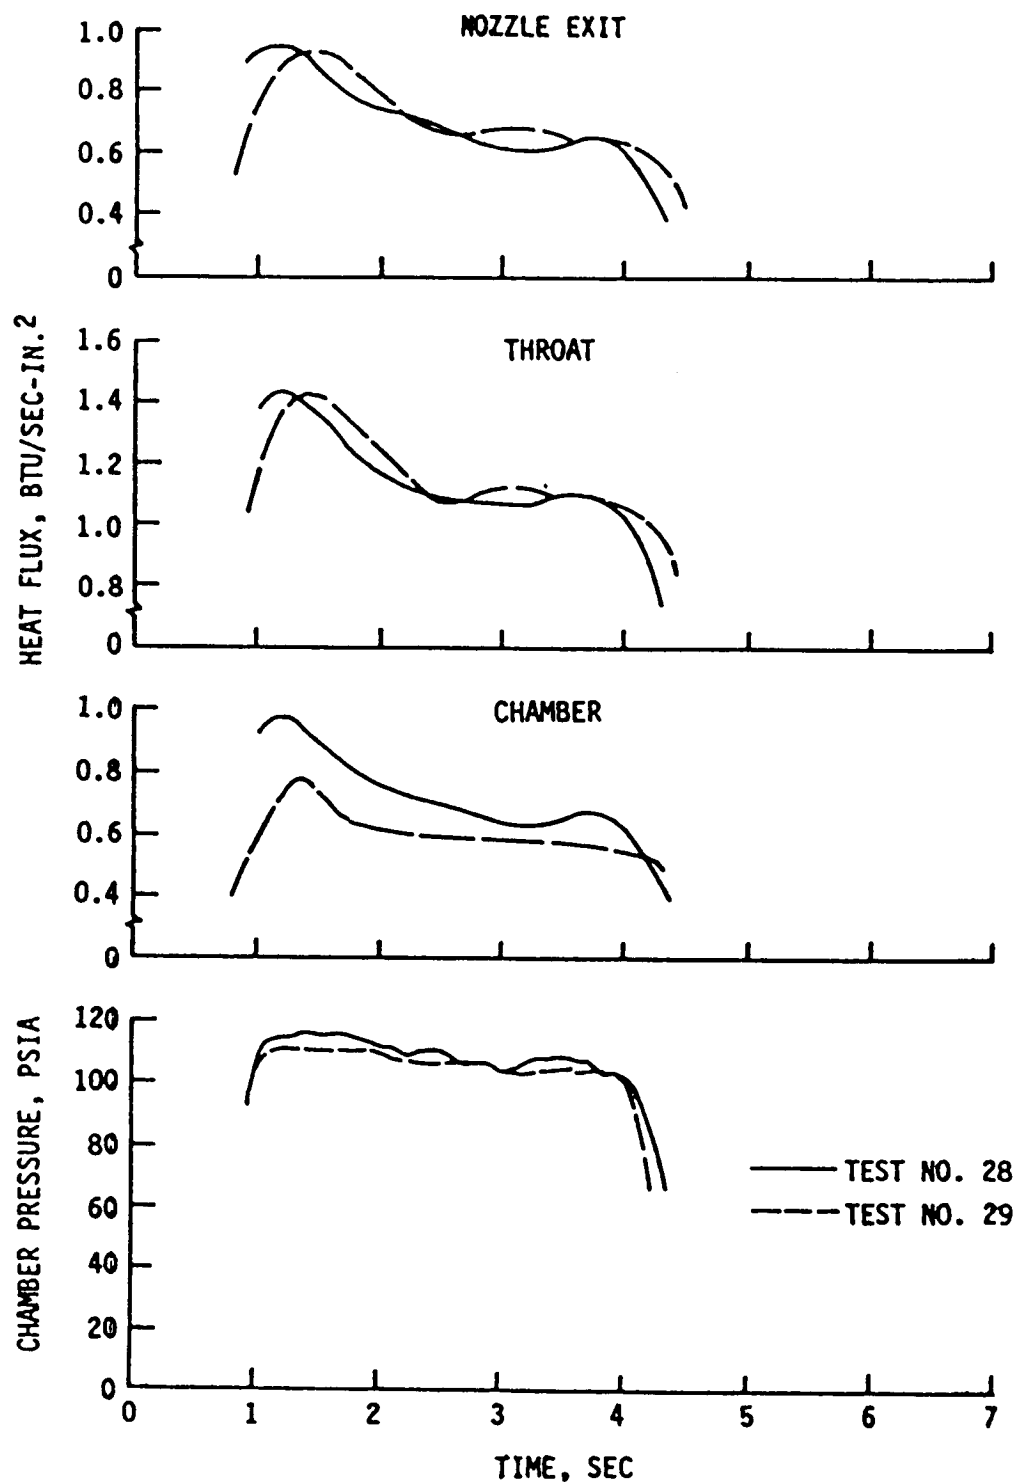 NOZZLE EXIT
1.0
0.8
0.6
0.4
0
THROAT
1.6
1.4
1.2
1.0
0.8
0
HEAT FLUX, BTU/SEC-IN.2
CHAMBER
1.0
0.8
0.6
0.4
0
CHAMBER PRESSURE, PSIA
120
100
80
60
40
20
0
TEST NO. 28
TEST NO. 29
0 1 2 3 4 5 6 7
TIME, SEC